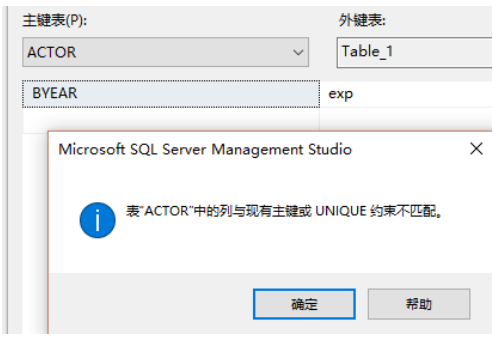 主键表(P):
外键表:
ACTOR
Table_1
BYEAR
exp
Microsoft SQL Server Management Studio
表"ACTOR"中的列与现有主键或 UNIQUE 约束不匹配。
确定
帮助